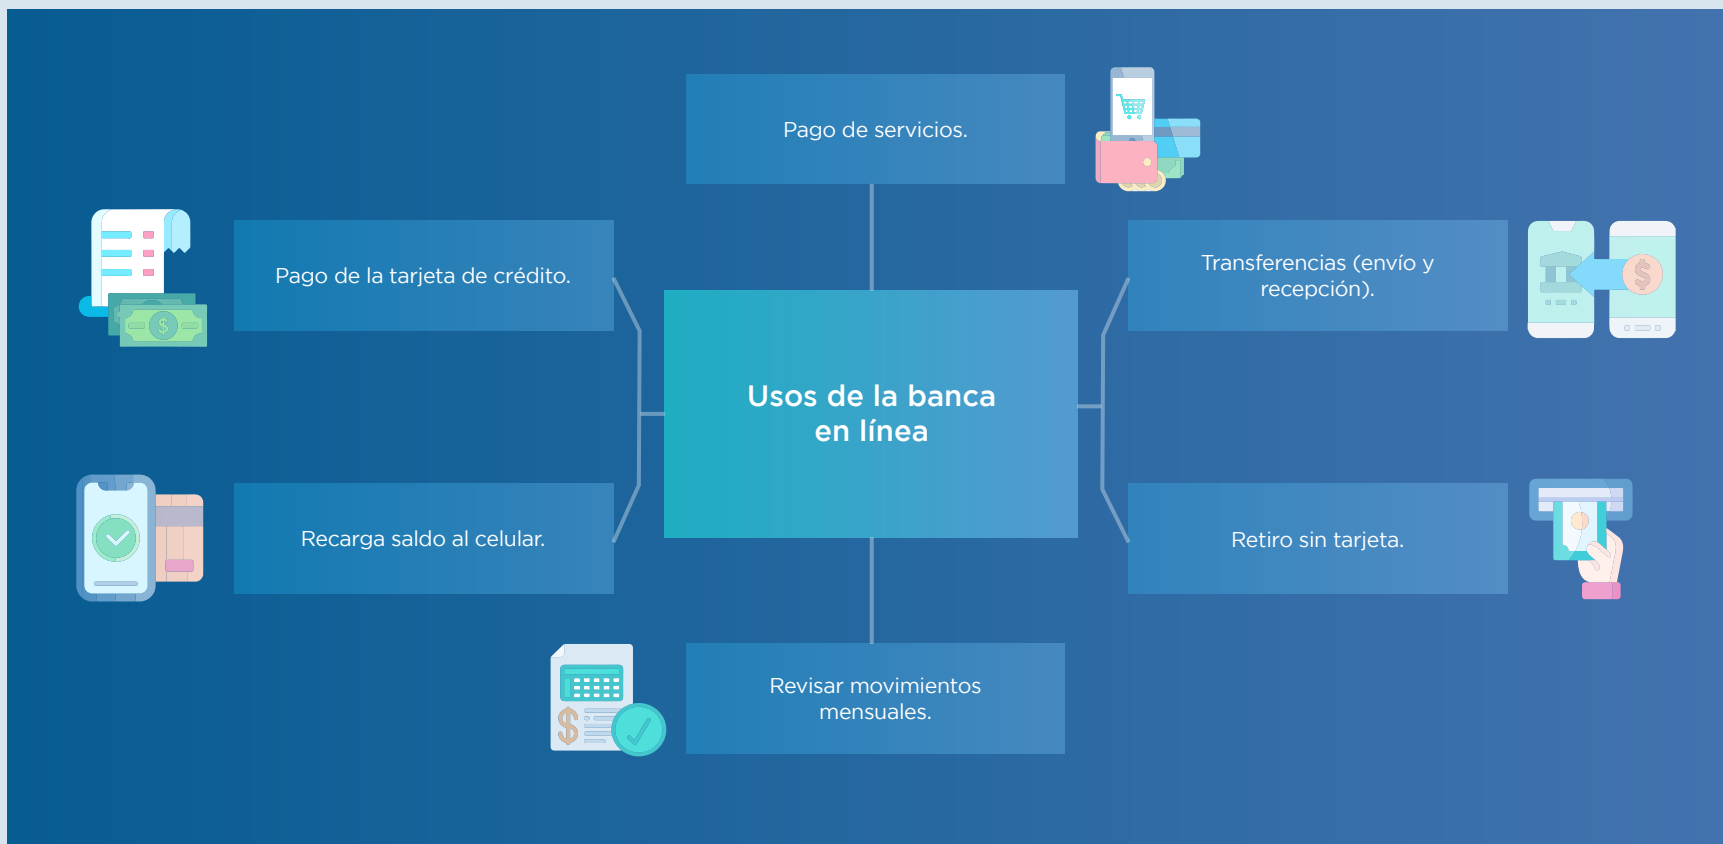 Pago de servicios.
Pago de la tarjeta de crédito.
Transferencias (envío y
recepción).
Usos de la banca
en línea
Recarga saldo al celular.
Retiro sin tarjeta.
Revisar movimientos
mensuales.